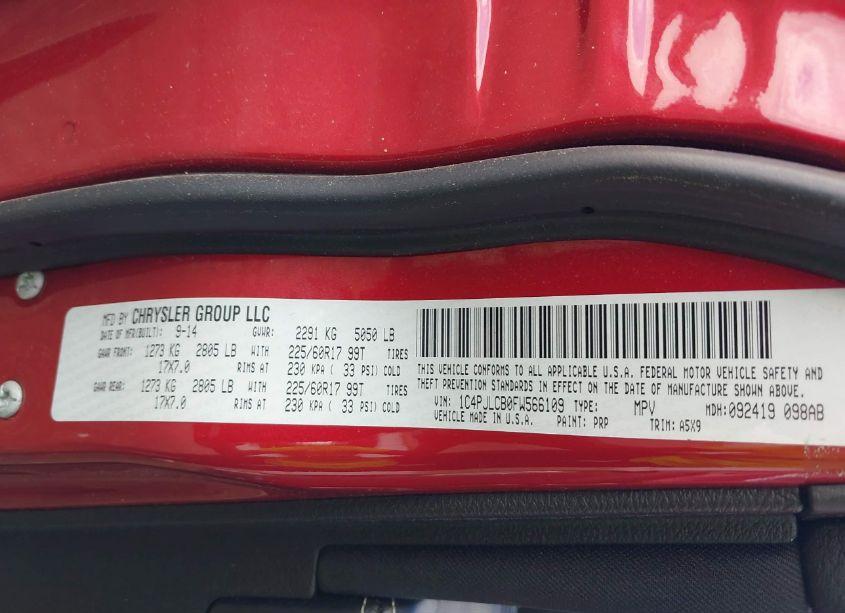 MFD BY CHRYSLER GROUP LLC
DATE OF MFR(BUILT): 9-14 GVWR: 2291 KG 5050 LB
GAWR FRONT: 1273 KG 2805 LB WITH 225/60R17 99T TIRES
17X7.0 RIMS AT 230 KPA ( 33 PSI) COLD
GAWR REAR: 1273 KG 2805 LB WITH 225/60R17 99T TIRES
17X7.0 RIMS AT 230 KPA ( 33 PSI) COLD
THIS VEHICLE CONFORMS TO ALL APPLICABLE U.S.A. FEDERAL MOTOR VEHICLE SAFETY AND
THEFT PREVENTION STANDARDS IN EFFECT ON THE DATE OF MANUFACTURE SHOWN ABOVE.
VIN: 1C4PJLCB0FW566109 TYPE: MPV MDH: 092419 098AB
VEHICLE MADE IN U.S.A. PAINT: PRP TRIM: A5X9